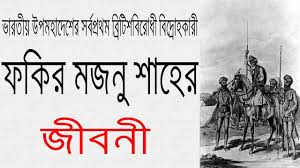 ভারতীয় উপমহাদেশের সর্বপ্রথম ব্রিটিশবিরোধী বিদ্রোহকারী
ফকির মজনু শাহের
জীবনী